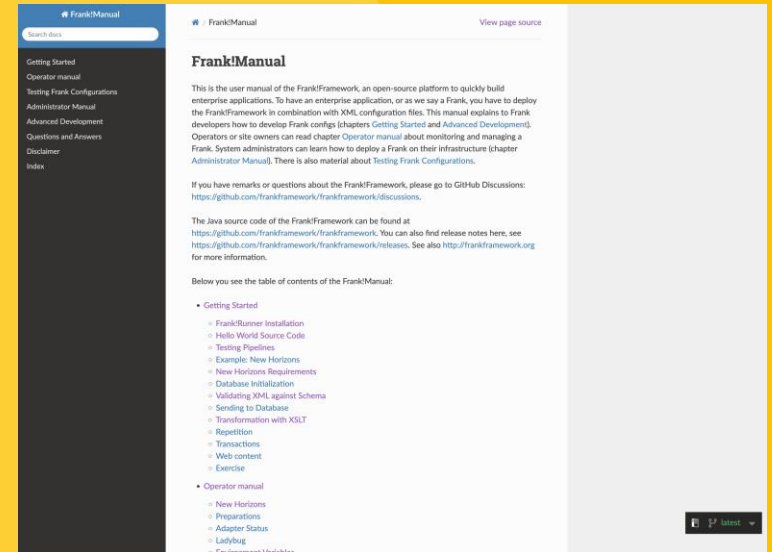 Frank!Manual
Search docs
Getting Started
Operator manual
Testing Frank Configurations
Administrator Manual
Advanced Development
Questions and Answers
Disclaimer
Index
/ Frank!Manual
View page source
Frank!Manual
This is the user manual of the Frank!Framework, an open-source platform to quickly build
enterprise applications. To have an enterprise application, or as we say a Frank, you have to deploy
the Frank!Framework in combination with XML configuration files. This manual explains to Frank
developers how to develop Frank configs (chapters Getting Started and Advanced Development).
Operators or site owners can read chapter Operator manual about monitoring and managing a
Frank. System administrators can learn how to deploy a Frank on their infrastructure (chapter
Administrator Manual). There is also material about Testing Frank Configurations.
If you have remarks or questions about the Frank!Framework, please go to GitHub Discussions:
https://github.com/frankframework/frankframework/discussions.
The Java source code of the Frank!Framework can be found at
https://github.com/frankframework/frankframework. You can also find release notes here, see
https://github.com/frankframework/frankframework/releases. See also http://frankframework.org
for more information.
Below you see the table of contents of the Frank!Manual:
• Getting Started
○ Frank!Runner Installation
○ Hello World Source Code
○ Testing Pipelines
○ Example: New Horizons
○ New Horizons Requirements
○ Database Initialization
○ Validating XML against Schema
○ Sending to Database
○ Transformation with XSLT
○ Repetition
○ Transactions
○ Web content
○ Exercise
• Operator manual
○ New Horizons
○ Preparations
○ Adapter Status
○ Ladybug
○ Environment Variables
latest